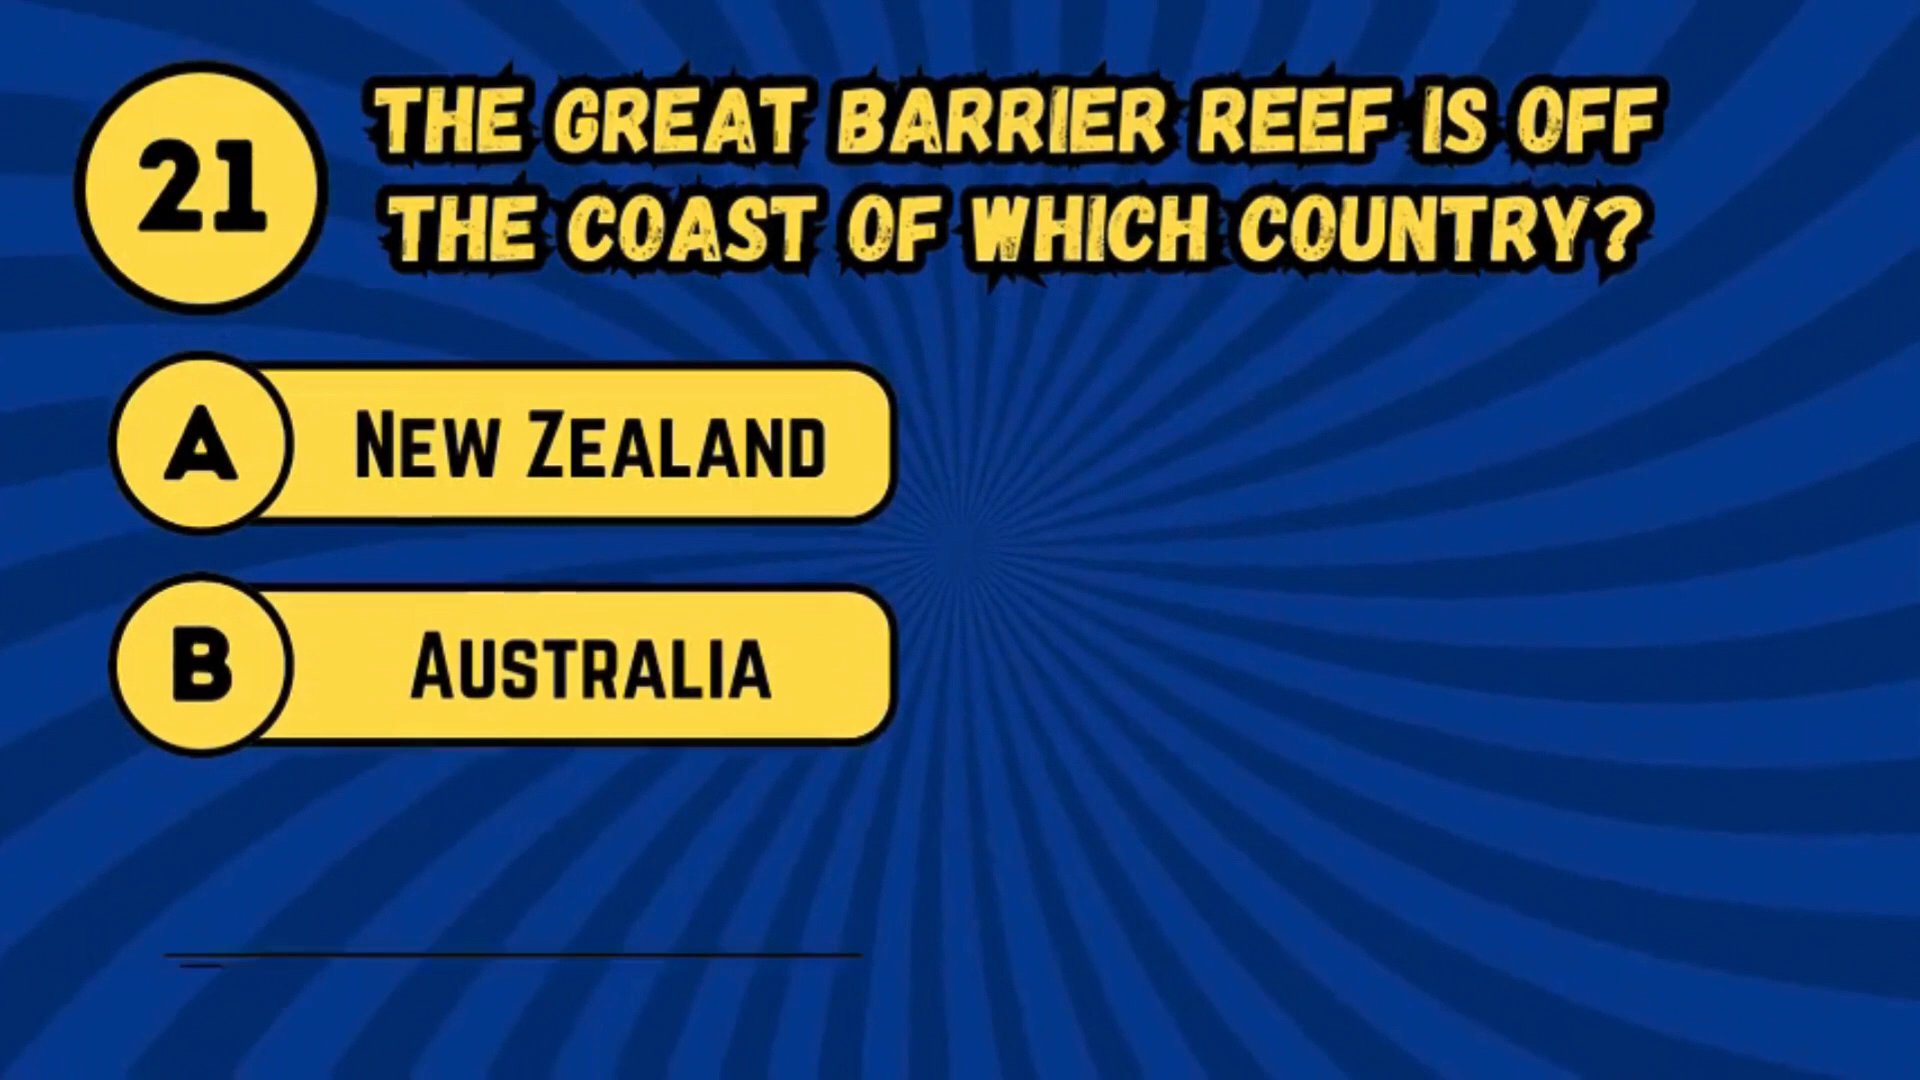 21
THE GREAT BARRIER REEF IS OFF
THE COAST OF WHICH COUNTRY?
A NEW ZEALAND
B AUSTRALIA